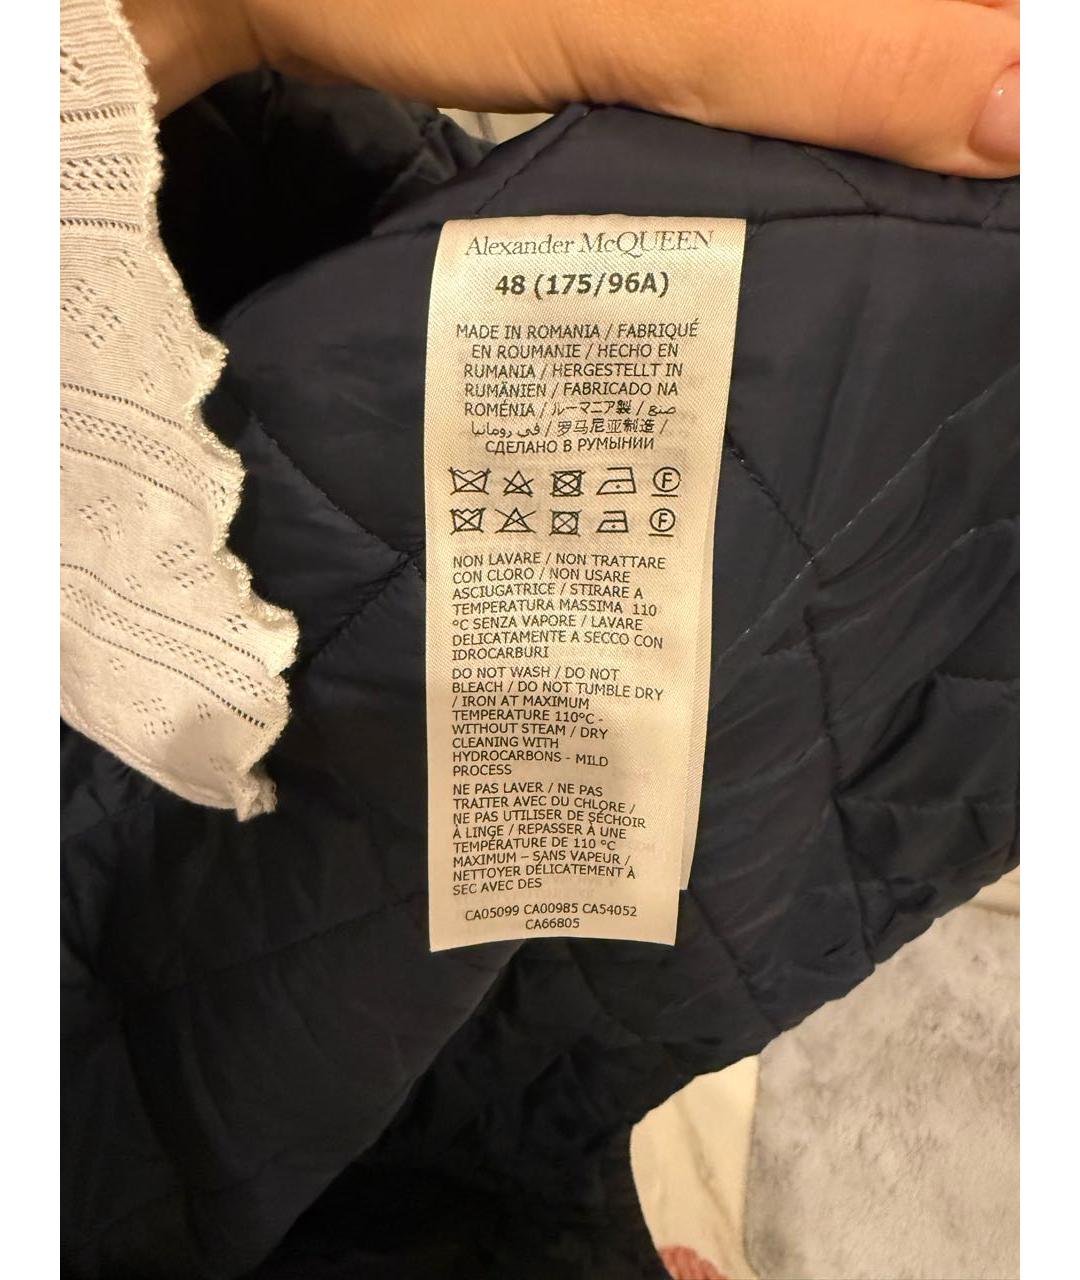 Alexander McQUEEN
48 (175/96A)
MADE IN ROMANIA / FABRIQUÉ
EN ROUMANIE / HECHO EN
RUMANIA / HERGESTELLT IN
RUMÄNIEN / FABRICADO NA
ROMÉNIA / ルーマニア製 / صنع
في رومانيا / 罗马尼亚制造 /
СДЕЛАНО В РУМЫНИИ
F
F
NON LAVARE / NON TRATTARE
CON CLORO / NON USARE
ASCIUGATRICE / STIRARE A
TEMPERATURA MASSIMA 110
°C SENZA VAPORE / LAVARE
DELICATAMENTE A SECCO CON
IDROCARBURI
DO NOT WASH / DO NOT
BLEACH / DO NOT TUMBLE DRY
/ IRON AT MAXIMUM
TEMPERATURE 110°C -
WITHOUT STEAM / DRY
CLEANING WITH
HYDROCARBONS - MILD
PROCESS
NE PAS LAVER / NE PAS
TRAITER AVEC DU CHLORE /
NE PAS UTILISER DE SÉCHOIR
À LINGE / REPASSER À UNE
TEMPÉRATURE DE 110 °C
MAXIMUM – SANS VAPEUR /
NETTOYER DÉLICATEMENT À
SEC AVEC DES
CA05099 CA00985 CA54052
CA66805